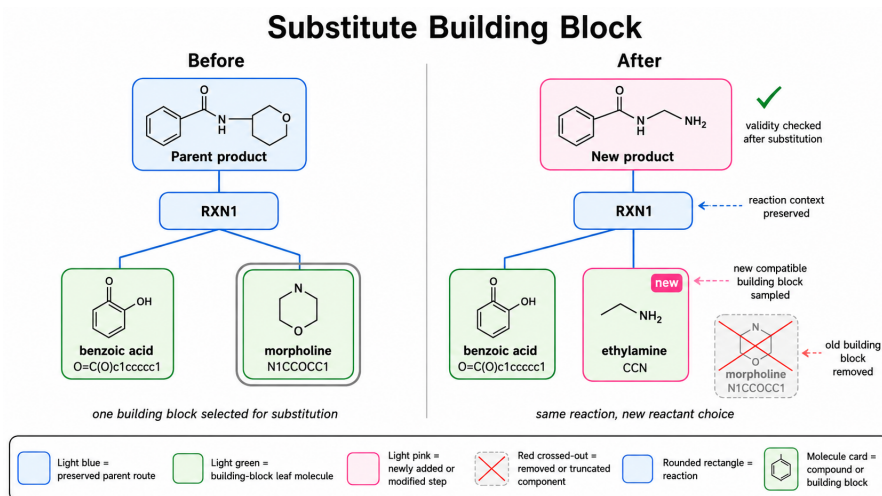 Substitute Building Block
Before
After
O
N
H
O
Parent product
O
N
H
NH₂
New product
validity checked
after substitution
RXN1
RXN1
reaction context
preserved
O
OH
benzoic acid
O=C(O)c1ccccc1
N
O
morpholine
N1CCOCC1
O
OH
benzoic acid
O=C(O)c1ccccc1
new
NH₂
ethylamine
CCN
new compatible
building block
sampled
N
O
morpholine
N1CCOCC1
old building
block
removed
one building block selected for substitution
same reaction, new reactant choice
Light blue =
preserved parent route
Light green =
building-block leaf molecule
Light pink =
newly added or
modified step
Red crossed-out =
removed or truncated
component
Rounded rectangle =
reaction
Molecule card =
compound or
building block